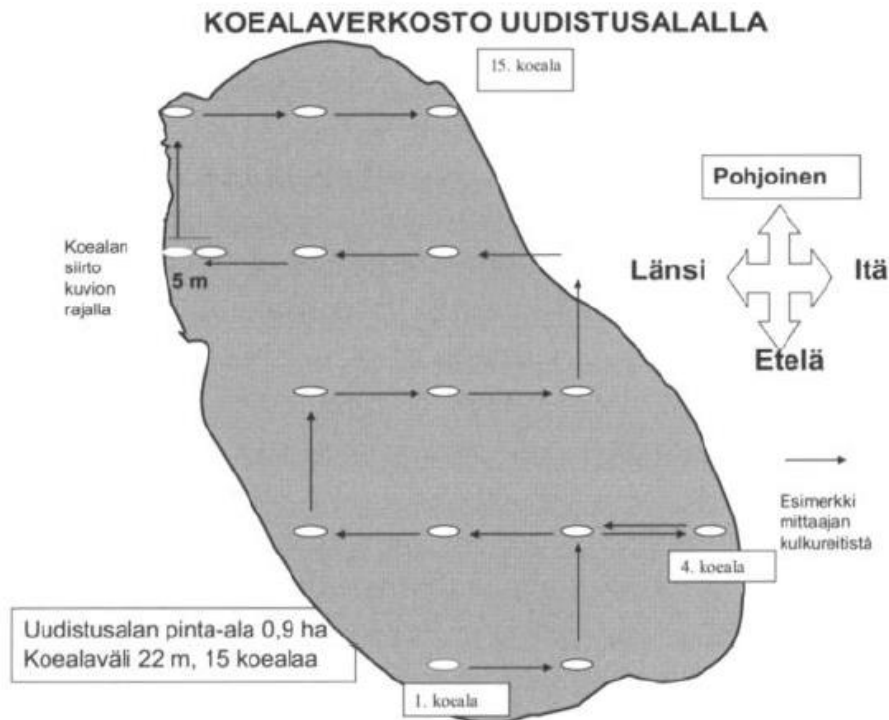 KOEALAVERKOSTO UUDISTUSALALLA
15. koeala
Pohjoinen
Länsi
Itä
Etelä
Koealan
siirto
kuvion
rajalla
5 m
Esimerkki
mittaajan
kulkureitistä
4. koeala
Uudistusalan pinta-ala 0,9 ha
Koealaväli 22 m, 15 koealaa
1. koeala